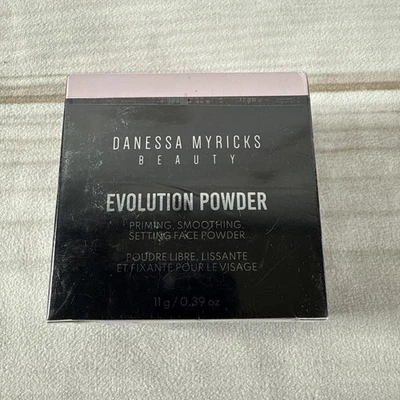 DANESSA MYRICKS
BEAUTY
EVOLUTION POWDER
PRIMING, SMOOTHING,
SETTING FACE POWDER
POUDRE LIBRE, LISSANTE
ET FIXANTE POUR LE VISAGE
11 g / 0.39 oz